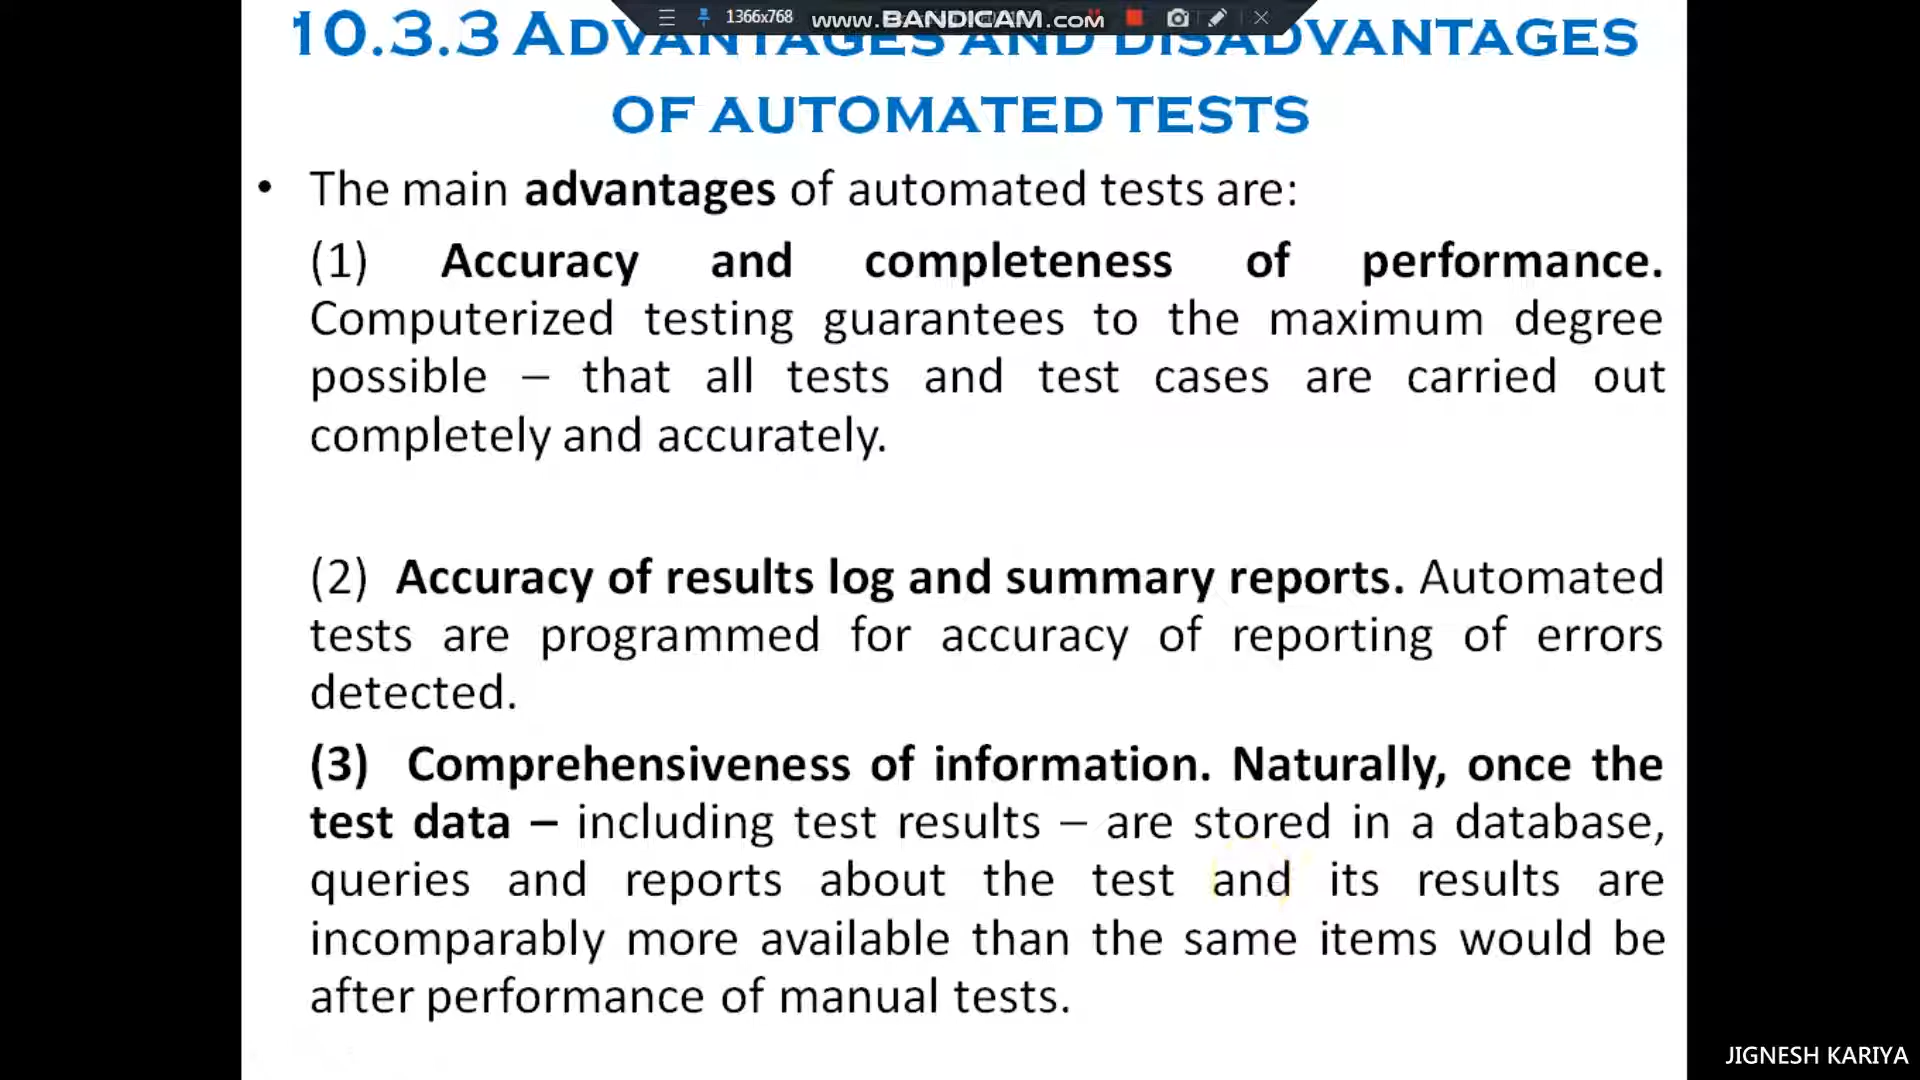 1366x768
www.BANDICAM.com
10.3.3 ADVANTAGES AND DISADVANTAGES
OF AUTOMATED TESTS
• The main advantages of automated tests are:
(1) Accuracy and completeness of performance.
Computerized testing guarantees to the maximum degree
possible – that all tests and test cases are carried out
completely and accurately.
(2) Accuracy of results log and summary reports. Automated
tests are programmed for accuracy of reporting of errors
detected.
(3) Comprehensiveness of information. Naturally, once the
test data – including test results – are stored in a database,
queries and reports about the test and its results are
incomparably more available than the same items would be
after performance of manual tests.
JIGNESH KARIYA